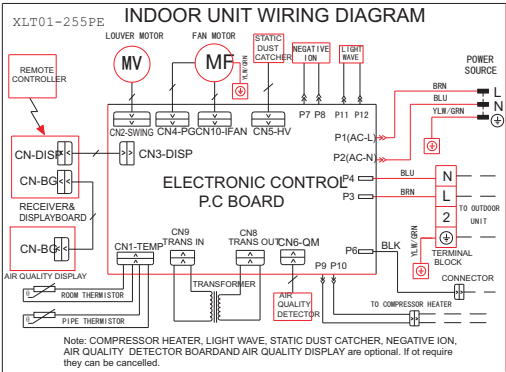 XLT01-255PE
INDOOR UNIT WIRING DIAGRAM
LOUVER MOTOR
FAN MOTOR
STATIC
DUST
CATCHER
NEGATIVE
ION
LIGHT
WAVE
POWER
SOURCE
REMOTE
CONTROLLER
MV
MF
YLW/GRN
P7 P8
P11 P12
BRN
L
BLU
N
YLW/GRN
CN2-SWING
CN4-PG
CN10-IFAN
CN5-HV
P1(AC-L)
P2(AC-N)
CN-DISP
CN3-DISP
CN-BG
RECEIVER&
DISPLAYBOARD
ELECTRONIC CONTROL
P.C BOARD
P4
BLU
N
P3
BRN
L
2
TO OUTDOOR
UNIT
YLW/GRN
TERMINAL
BLOCK
CN-BG
AIR QUALITY DISPLAY
CN1-TEMP
CN9
TRANS IN
CN8
TRANS OUT
CN6-QM
P6
BLK
CONNECTOR
P9 P10
TRANSFORMER
ROOM THERMISTOR
PIPE THERMISTOR
AIR
QUALITY
DETECTOR
TO COMPRESSOR HEATER
Note: COMPRESSOR HEATER, LIGHT WAVE, STATIC DUST CATCHER, NEGATIVE ION,
AIR QUALITY DETECTOR BOARDAND AIR QUALITY DISPLAY are optional. If ot require
they can be cancelled.